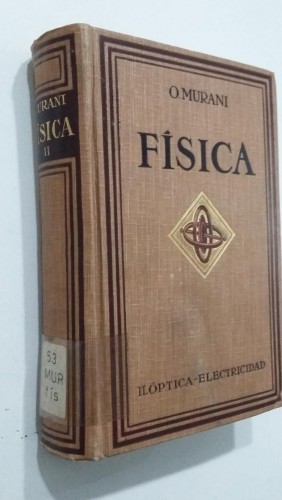 O. MURANI
FÍSICA
II. ÓPTICA-ELECTRICIDAD
MURANI
FÍSICA
II
53
MUR
fís